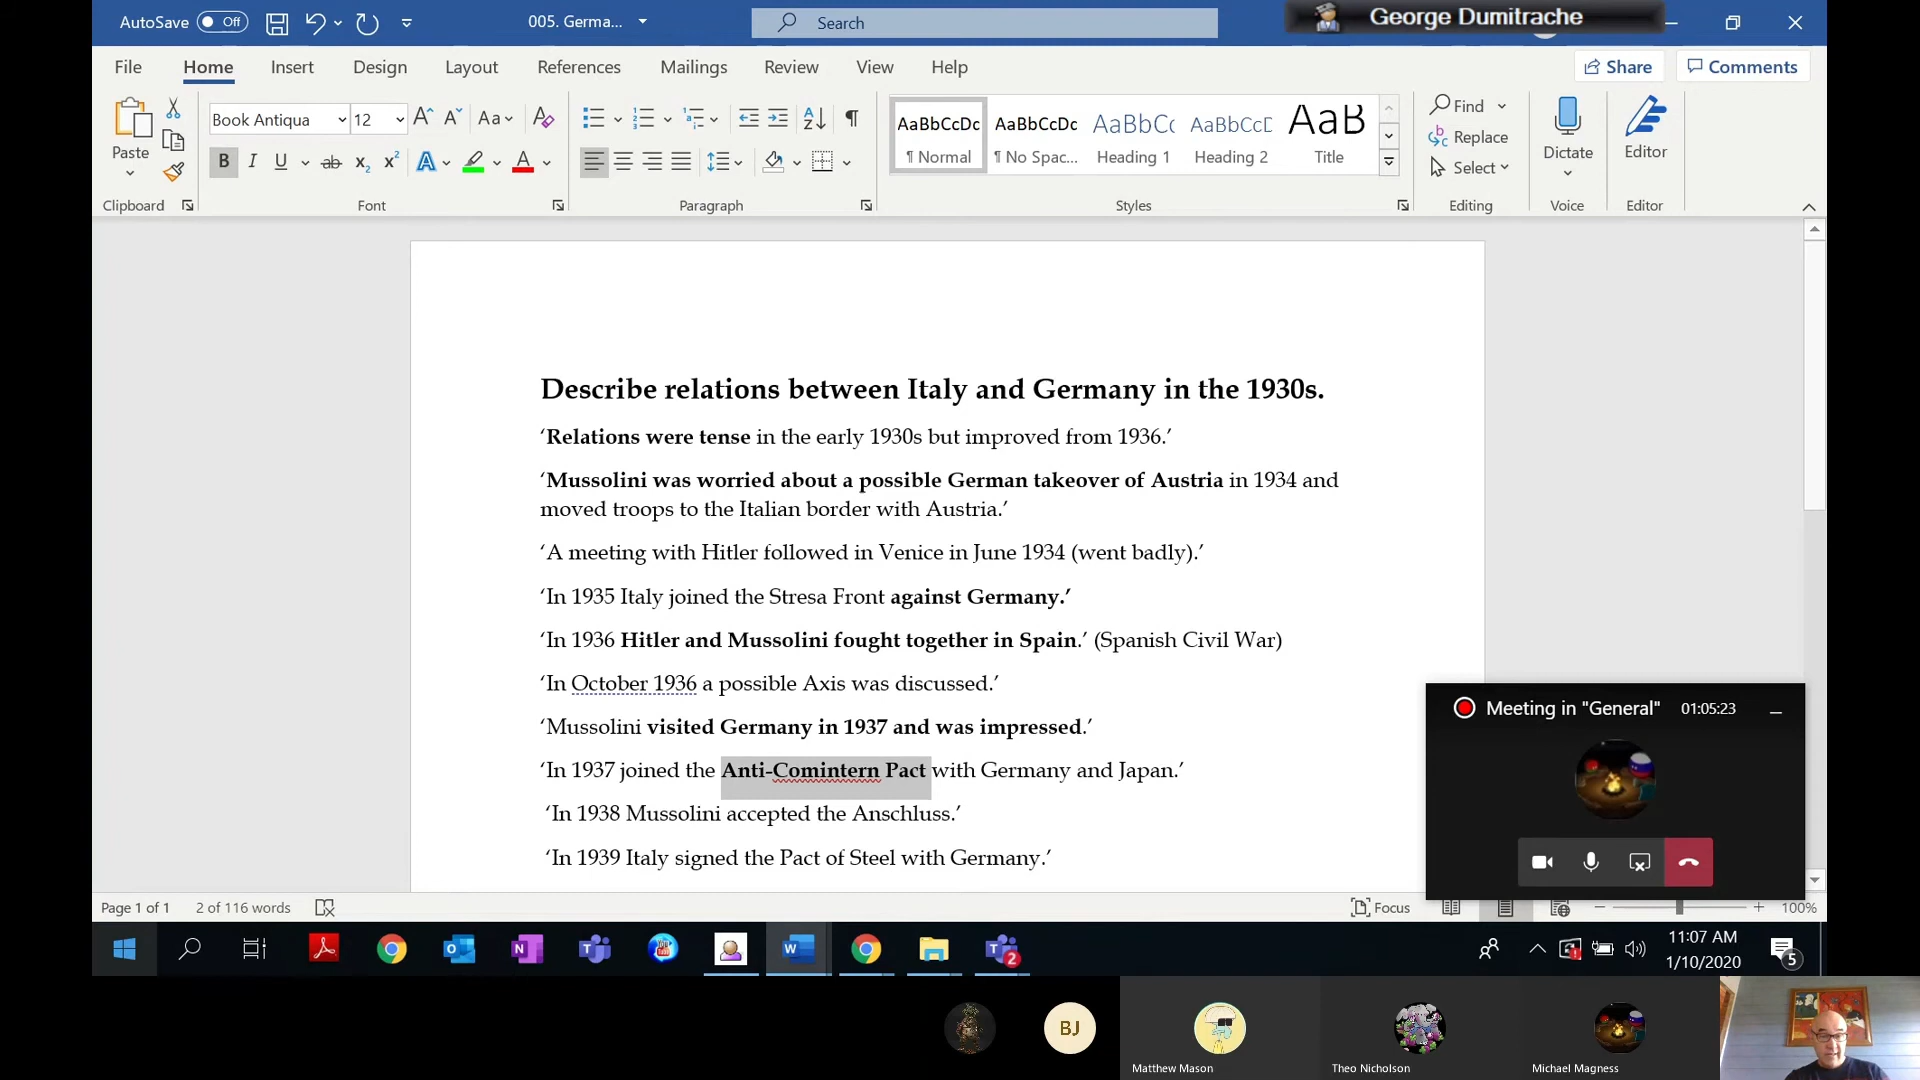 AutoSave Off 005. Germa... Search George Dumitrache
File Home Insert Design Layout References Mailings Review View Help Share Comments
Paste Book Antiqua 12 Aa AaBbCcDc AaBbCcDc AaBbCc AaBbCcD AaB Find Dictate Editor
¶ Normal ¶ No Spac... Heading 1 Heading 2 Title Replace
B I U ab x₂ x² A A Select
Clipboard Font Paragraph Styles Editing Voice Editor
Describe relations between Italy and Germany in the 1930s.
‘Relations were tense in the early 1930s but improved from 1936.’
‘Mussolini was worried about a possible German takeover of Austria in 1934 and
moved troops to the Italian border with Austria.’
‘A meeting with Hitler followed in Venice in June 1934 (went badly).’
‘In 1935 Italy joined the Stresa Front against Germany.’
‘In 1936 Hitler and Mussolini fought together in Spain.’ (Spanish Civil War)
‘In October 1936 a possible Axis was discussed.’
‘Mussolini visited Germany in 1937 and was impressed.’
‘In 1937 joined the Anti-Comintern Pact with Germany and Japan.’
‘In 1938 Mussolini accepted the Anschluss.’
‘In 1939 Italy signed the Pact of Steel with Germany.’
Meeting in "General" 01:05:23
Page 1 of 1 2 of 116 words Focus 100%
11:07 AM
1/10/2020
2
5
BJ
Matthew Mason Theo Nicholson Michael Magness